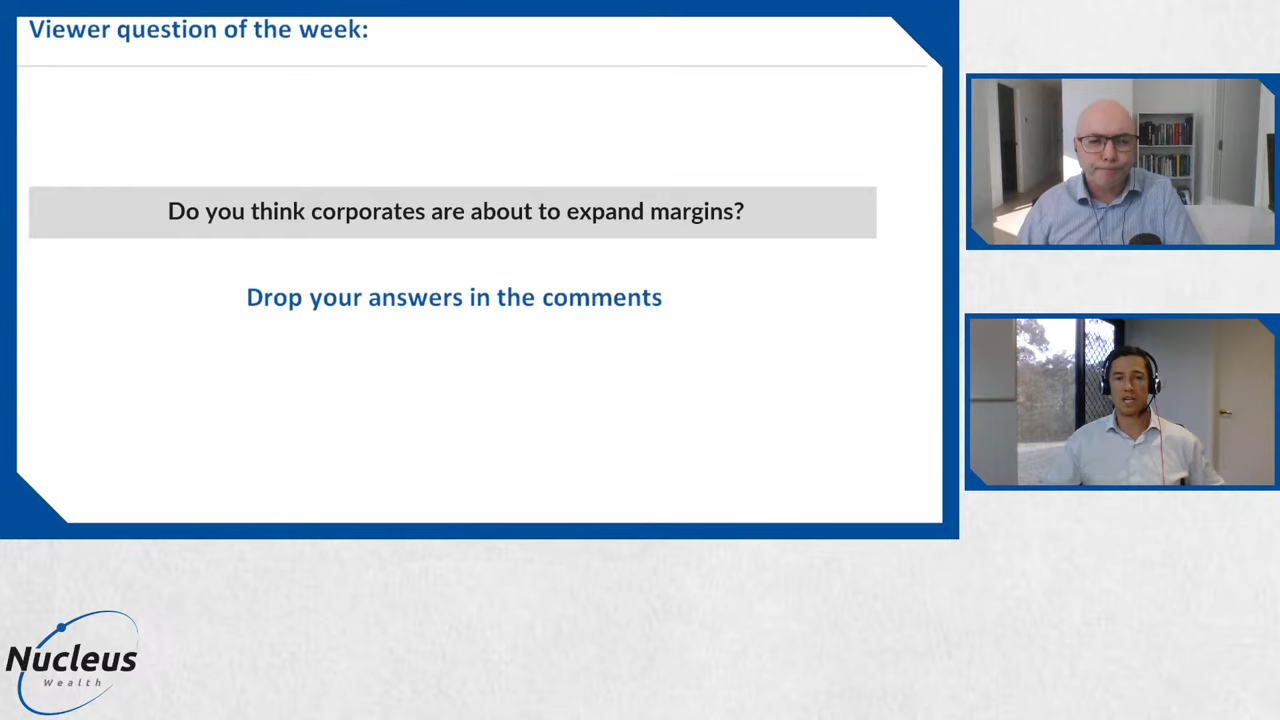 Viewer question of the week:
Do you think corporates are about to expand margins?
Drop your answers in the comments
Nucleus
Wealth